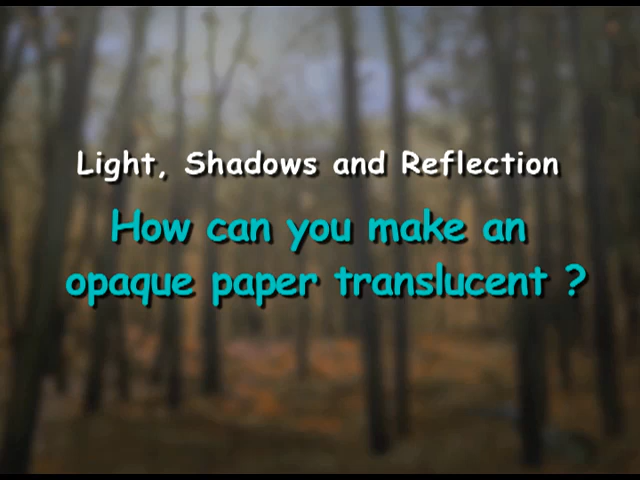 Light, Shadows and Reflection
How can you make an
opaque paper translucent ?